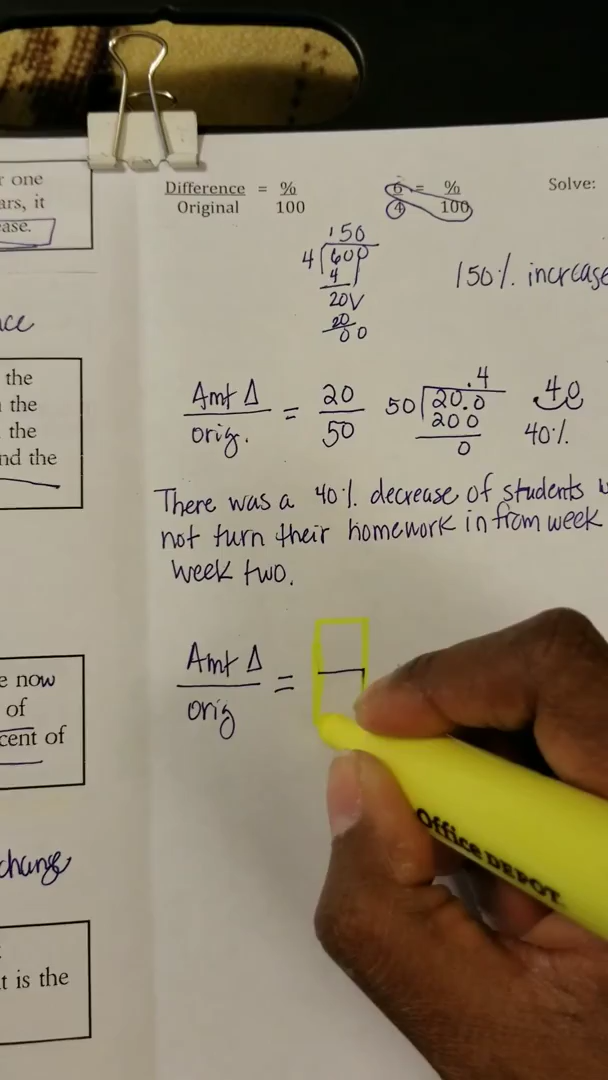 r one
ars, it
ease.
Difference = %
Original 100
6 = %
4 100
Solve:
150
4 600
4
20
20
00
150% increase
nce
the
n the
the
nd the
Amt Δ = 20
orig. 50
.4
50 20.0
200
0
40
40%
There was a 40% decrease of students w
not turn their homework in from week
week two.
e now
of
cent of
Amt Δ =
orig
Office DEPOT
change
t is the